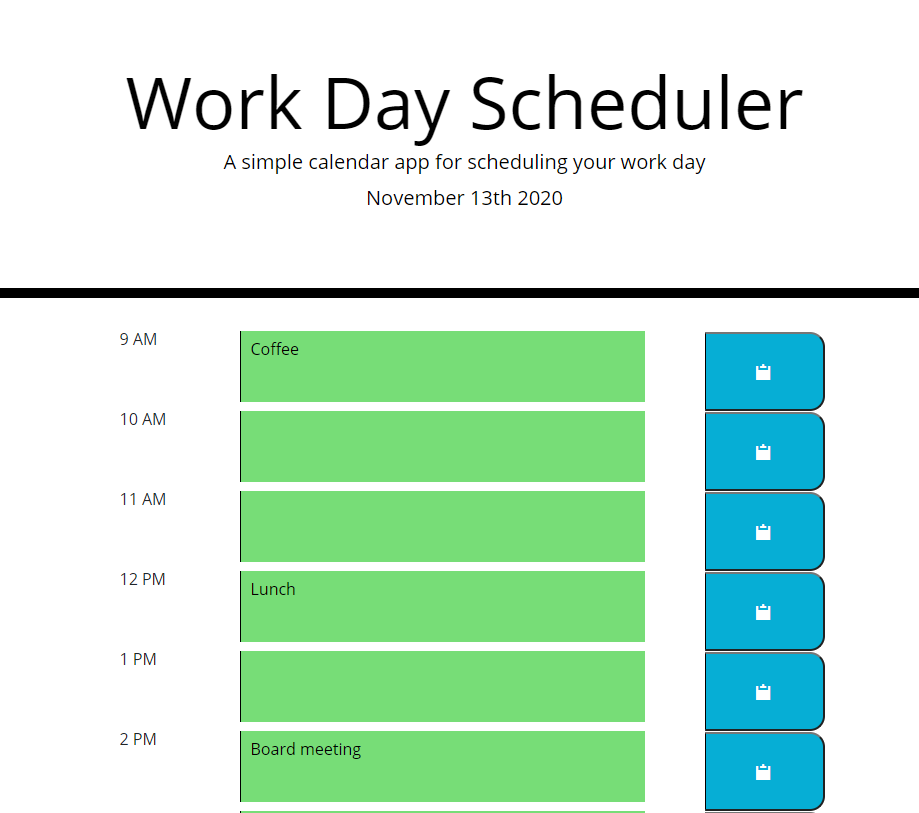 Work Day Scheduler
A simple calendar app for scheduling your work day
November 13th 2020
9 AM
Coffee
10 AM
11 AM
12 PM
Lunch
1 PM
2 PM
Board meeting